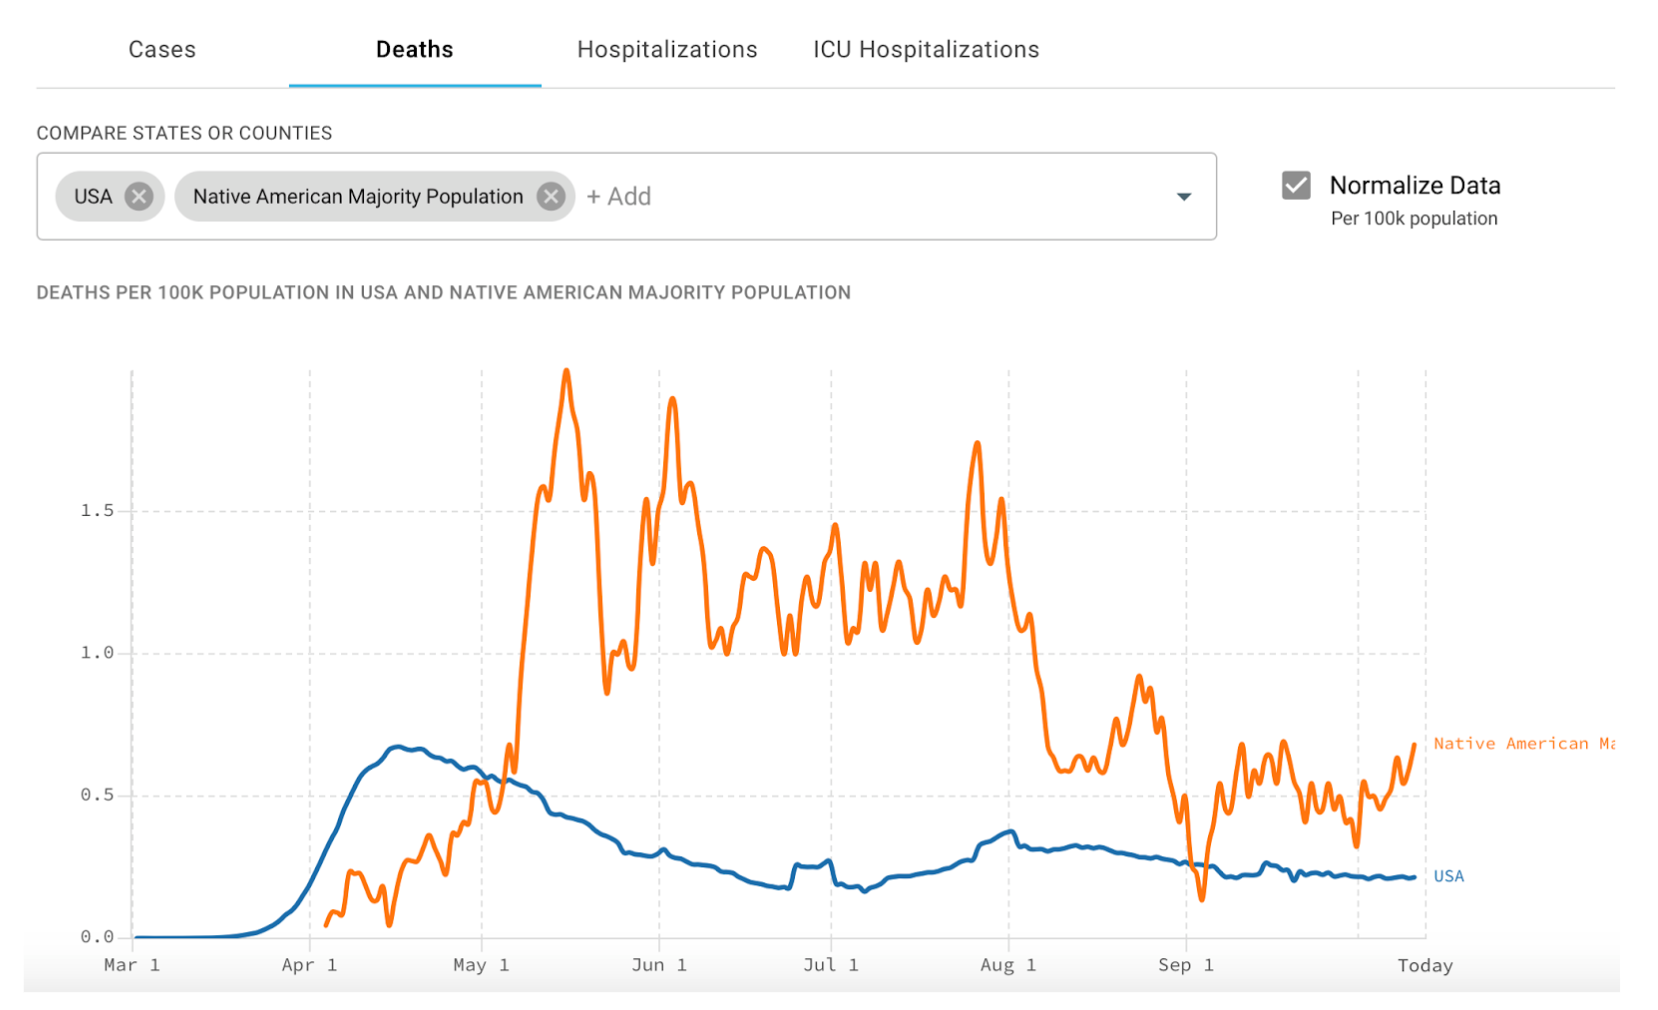 Cases Deaths Hospitalizations ICU Hospitalizations
COMPARE STATES OR COUNTIES
USA Native American Majority Population + Add
Normalize Data
Per 100k population
DEATHS PER 100K POPULATION IN USA AND NATIVE AMERICAN MAJORITY POPULATION
1.5
1.0
Native American
0.5
USA
0.0
Mar 1 Apr 1 May 1 Jun 1 Jul 1 Aug 1 Sep 1 Today